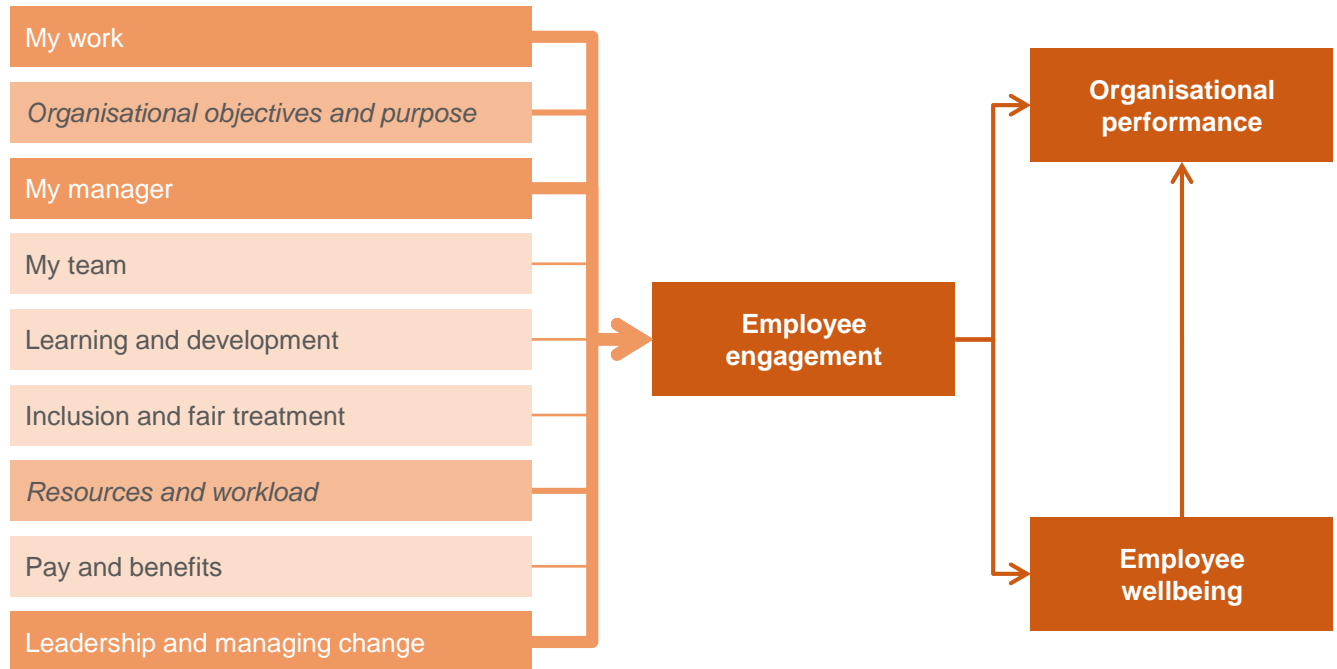 My work
Organisational objectives and purpose
My manager
My team
Learning and development
Inclusion and fair treatment
Resources and workload
Pay and benefits
Leadership and managing change
Employee
engagement
Organisational
performance
Employee
wellbeing